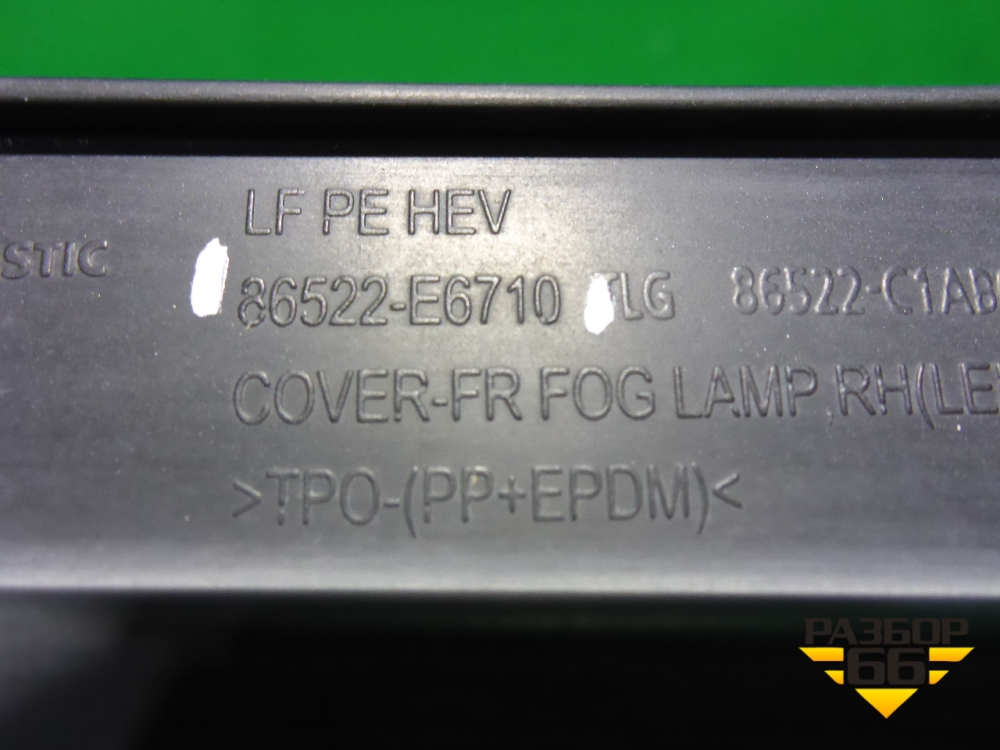 LF PE HEV
STIC
86522-E6710 TLG 86522-C1AB
COVER-FR FOG LAMP,RH(LE
>TPO-(PP+EPDM)<
РАЗБОР
66